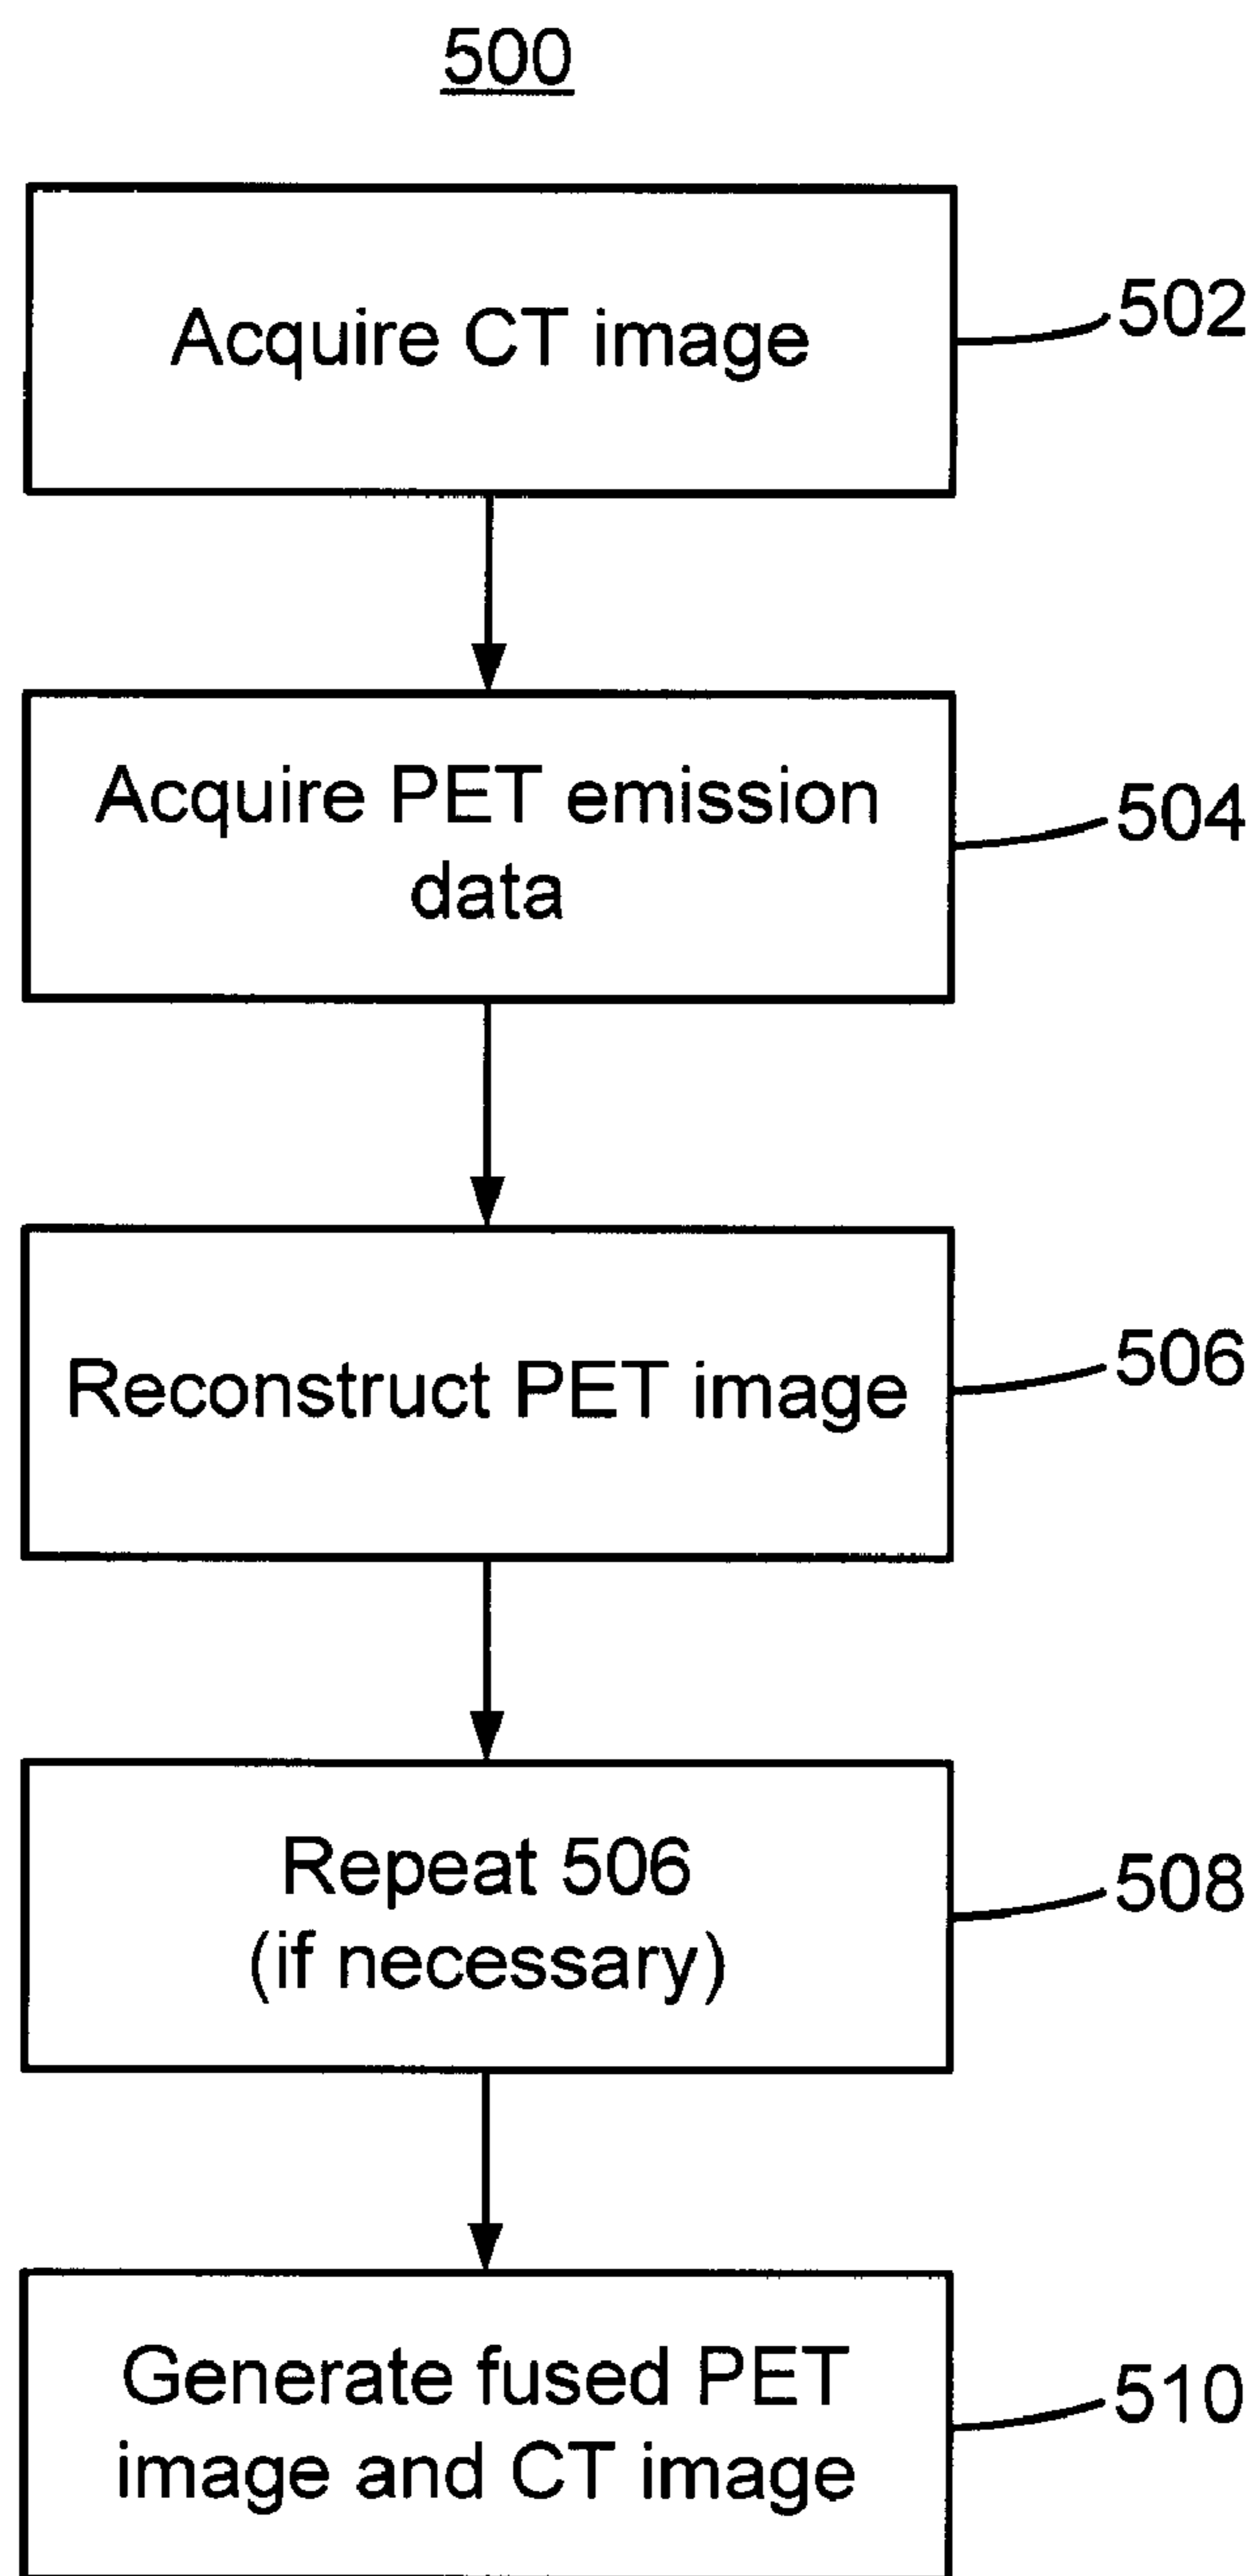 500
Acquire CT image
502
Acquire PET emission
data
504
Reconstruct PET image
506
Repeat 506
(if necessary)
508
Generate fused PET
image and CT image
510